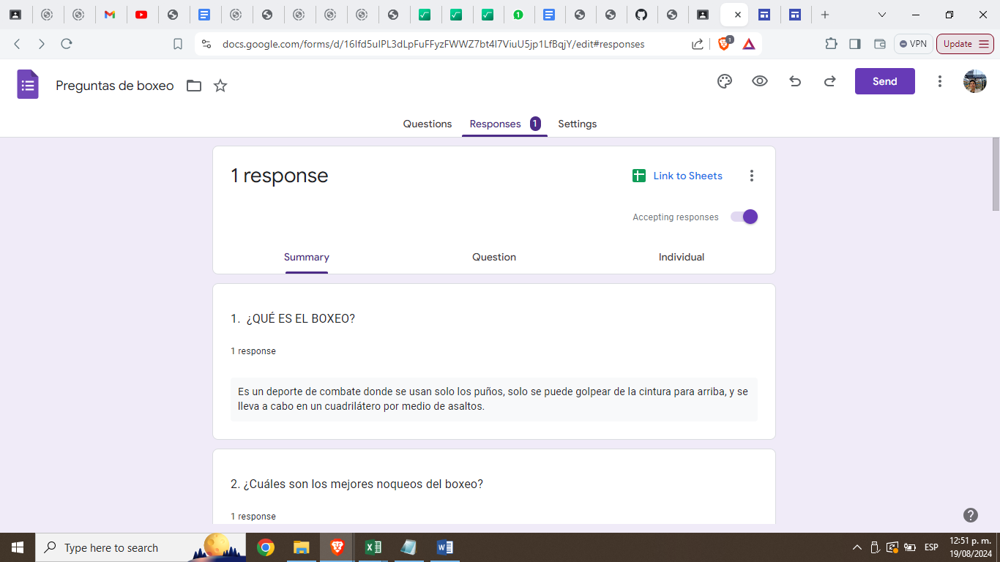 1
docs.google.com/forms/d/16Ifd5uIPL3dLpFuFFyzFWWZ7bt4I7ViuU5jp1LfBqjY/edit#responses
1
VPN
Update
Preguntas de boxeo
Send
Questions
Responses 1
Settings
1 response
Link to Sheets
Accepting responses
Summary
Question
Individual
1. ¿QUÉ ES EL BOXEO?
1 response
Es un deporte de combate donde se usan solo los puños, solo se puede golpear de la cintura para arriba, y se
lleva a cabo en un cuadrilátero por medio de asaltos.
2. ¿Cuáles son los mejores noqueos del boxeo?
1 response
Type here to search
ESP
12:51 p. m.
19/08/2024